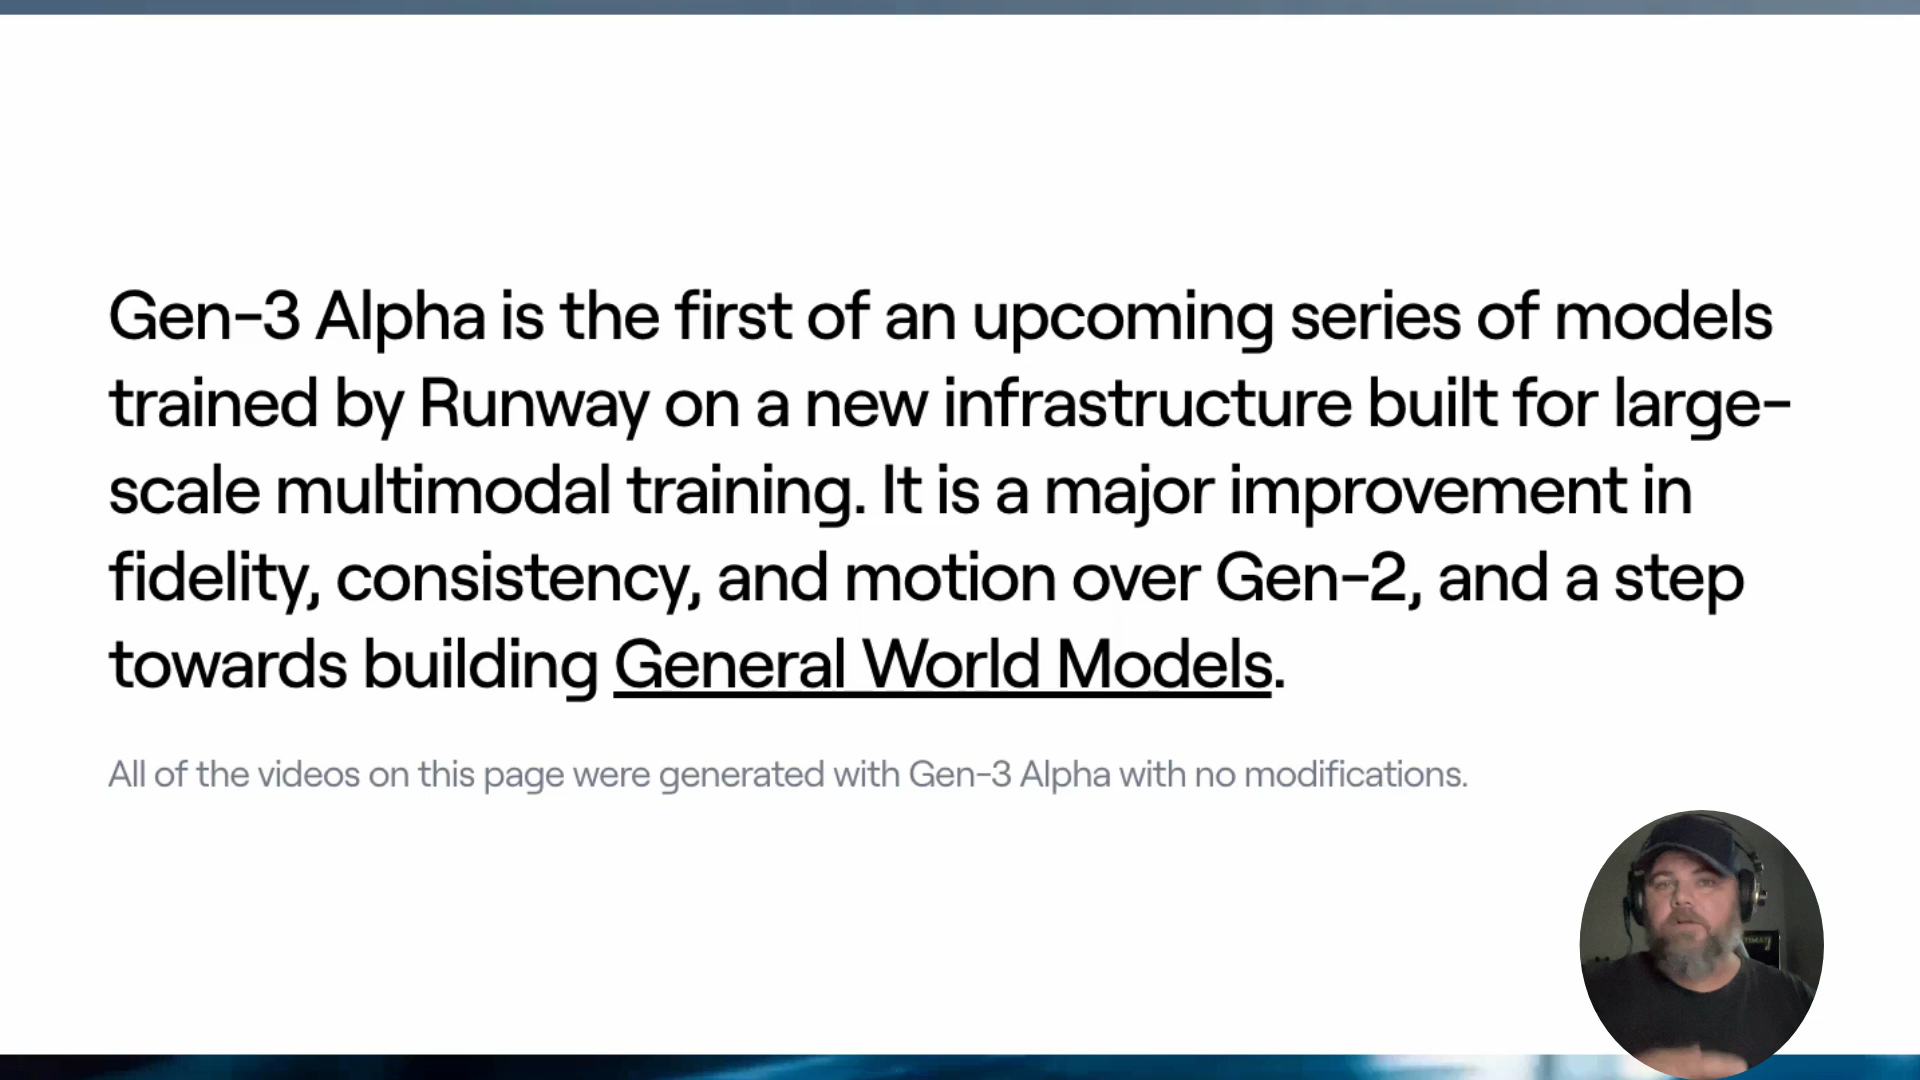 Gen-3 Alpha is the first of an upcoming series of models
trained by Runway on a new infrastructure built for large-
scale multimodal training. It is a major improvement in
fidelity, consistency, and motion over Gen-2, and a step
towards building General World Models.
All of the videos on this page were generated with Gen-3 Alpha with no modifications.